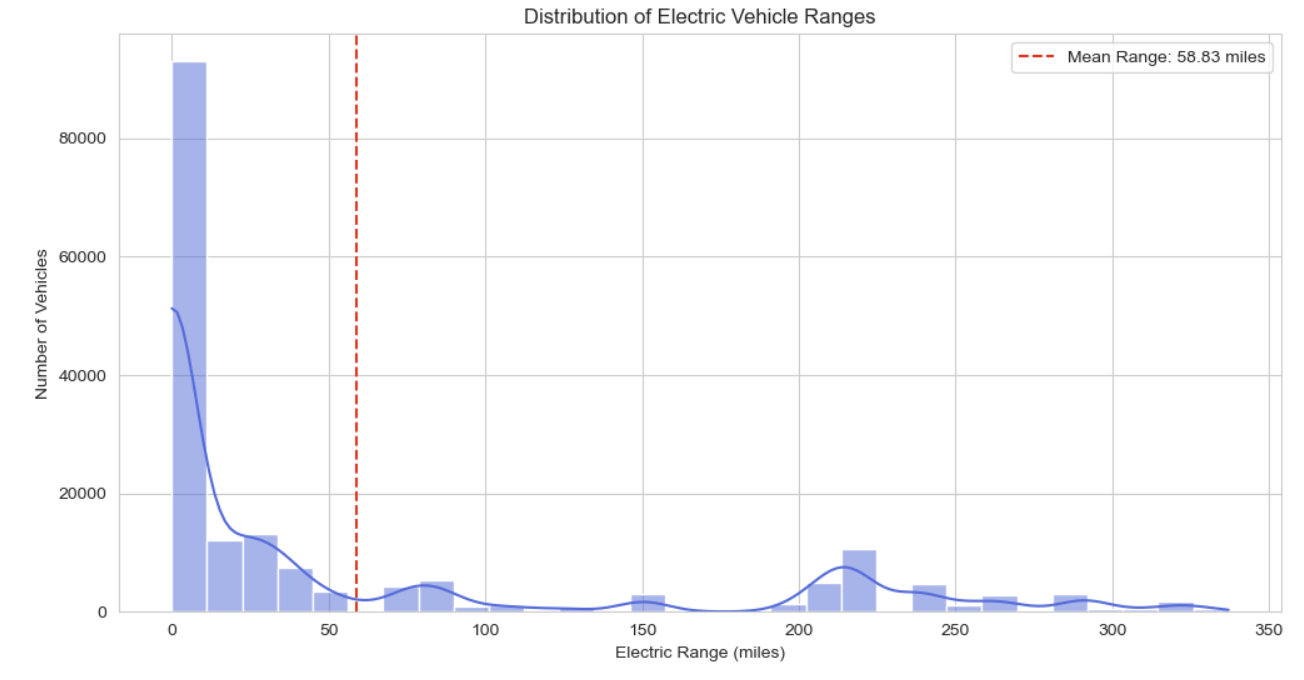 Distribution of Electric Vehicle Ranges
Mean Range: 58.83 miles
Number of Vehicles
80000
60000
40000
20000
0
0 50 100 150 200 250 300 350
Electric Range (miles)